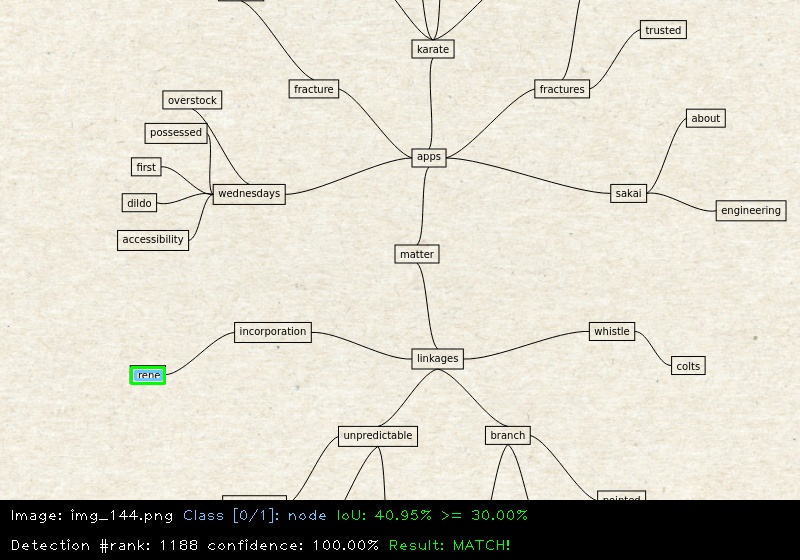 trusted
karate
fracture
fractures
overstock
about
possessed
apps
first
wednesdays
sakai
dildo
engineering
accessibility
matter
incorporation
whistle
linkages
colts
rene
unpredictable
branch
pointed
Image: img_144.png Class [0/1]: node IoU: 40.95% >= 30.00%
Detection #rank: 1188 confidence: 100.00% Result: MATCH!